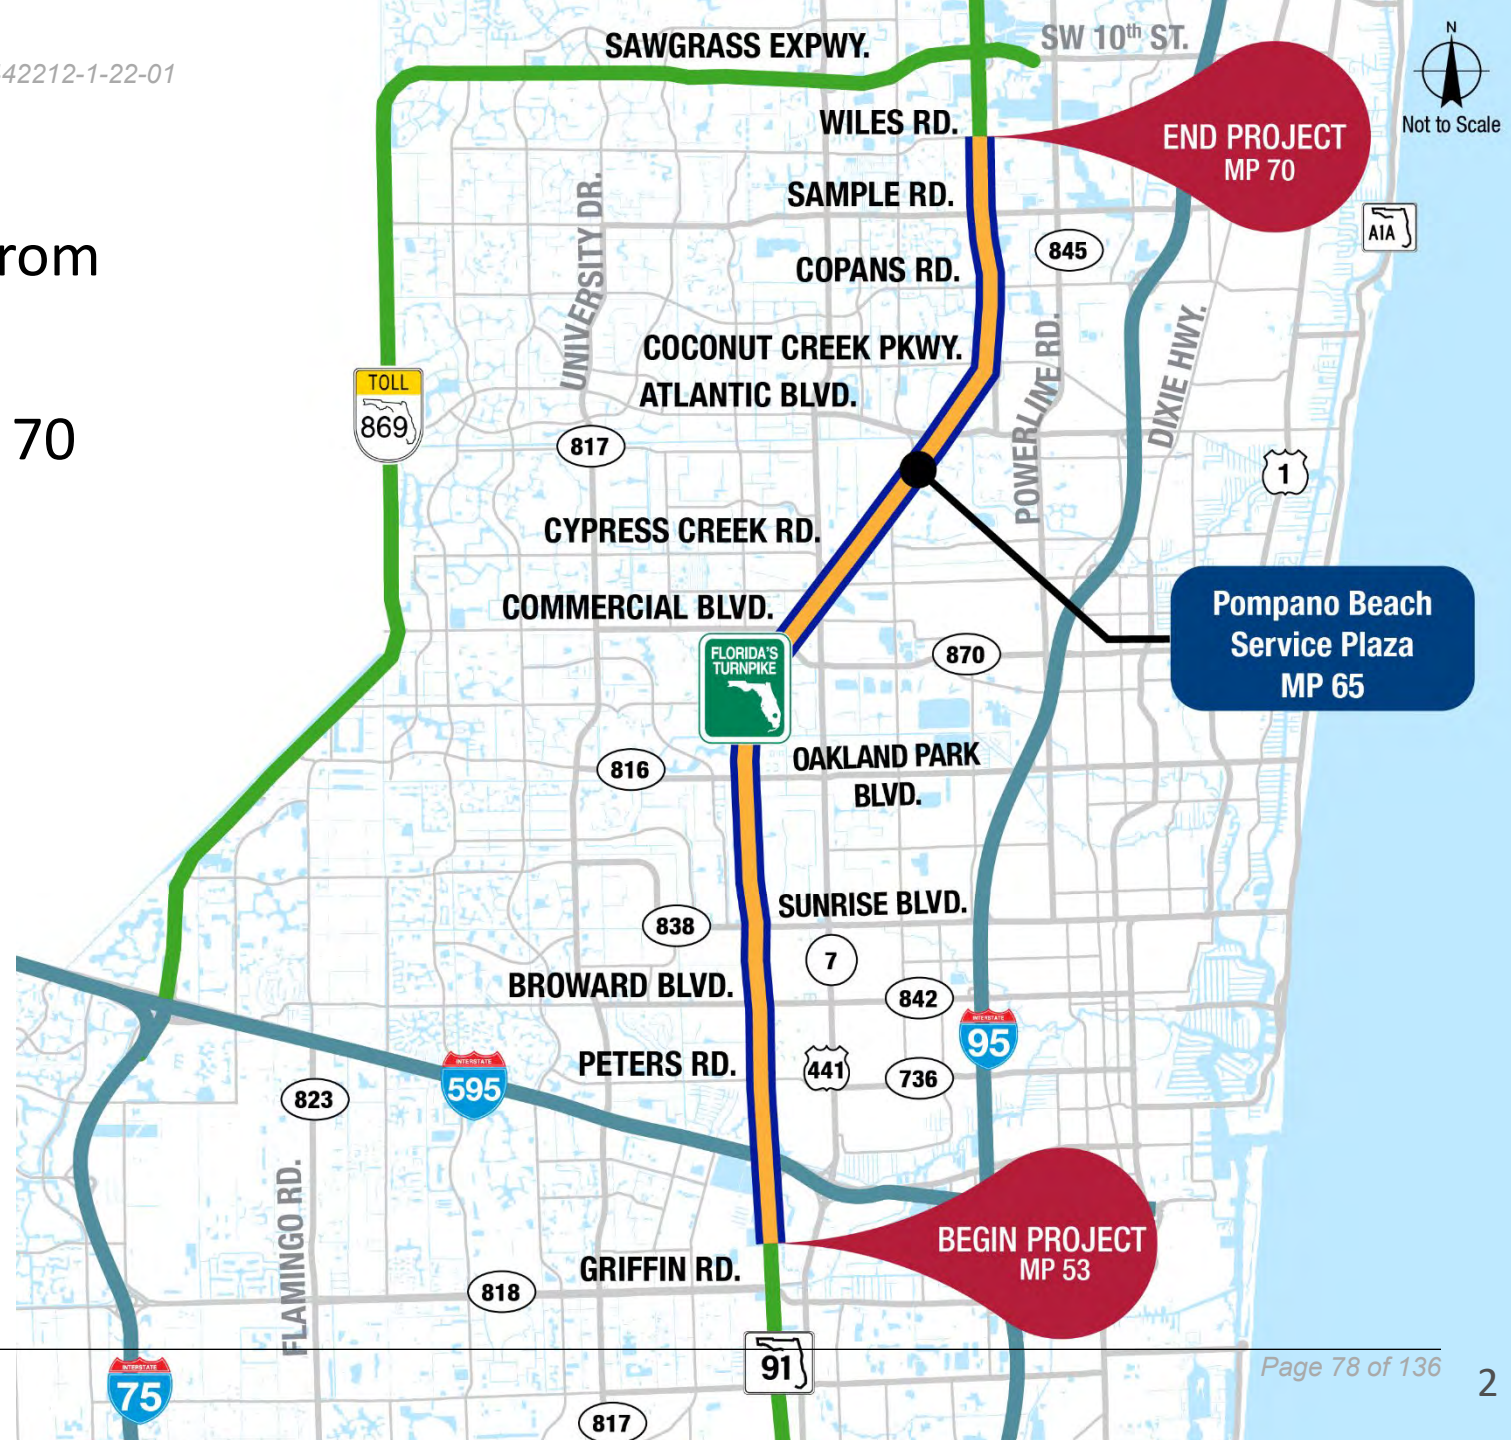 SAWGRASS EXPWY.
SW 10th ST.
N
Not to Scale
42212-1-22-01
WILES RD.
END PROJECT
MP 70
SAMPLE RD.
UNIVERSITY DR.
A1A
rom
845
COPANS RD.
COCONUT CREEK PKWY.
POWERLINE RD.
DIXIE HWY.
TOLL
869
ATLANTIC BLVD.
70
817
1
CYPRESS CREEK RD.
COMMERCIAL BLVD.
Pompano Beach
Service Plaza
MP 65
FLORIDA'S
TURNPIKE
870
816
OAKLAND PARK
BLVD.
SUNRISE BLVD.
838
7
BROWARD BLVD.
842
INTERSTATE
95
PETERS RD.
441
736
INTERSTATE
595
823
FLAMINGO RD.
BEGIN PROJECT
MP 53
GRIFFIN RD.
818
91
INTERSTATE
75
817
Page 78 of 136
2